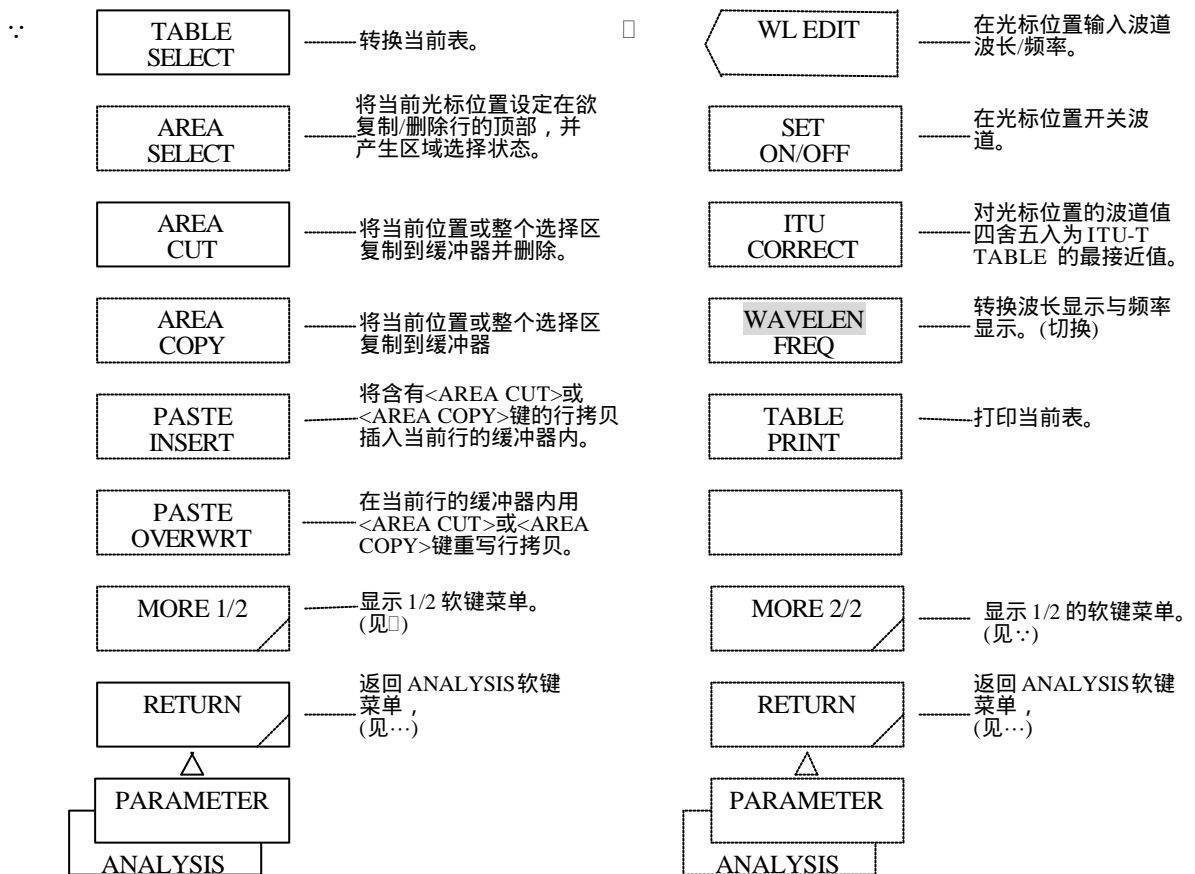 ∵
TABLE
SELECT
转换当前表。
AREA
SELECT
将当前光标位置设定在欲
复制/删除行的顶部，并
产生区域选择状态。
AREA
CUT
将当前位置或整个选择区
复制到缓冲器并删除。
AREA
COPY
将当前位置或整个选择区
复制到缓冲器
PASTE
INSERT
将含有<AREA CUT>或
<AREA COPY>键的行拷贝
插入当前行的缓冲器内。
PASTE
OVERWRT
在当前行的缓冲器内用
<AREA CUT>或<AREA
COPY>键重写行拷贝。
MORE 1/2
显示 1/2 软键菜单。
(见□)
RETURN
返回 ANALYSIS 软键
菜单，
(见…)
PARAMETER
ANALYSIS
□
WL EDIT
在光标位置输入波道
波长/频率。
SET
ON/OFF
在光标位置开关波
道。
ITU
CORRECT
对光标位置的波道值
四舍五入为 ITU-T
TABLE 的最接近值。
WAVELEN
FREQ
转换波长显示与频率
显示。(切换)
TABLE
PRINT
打印当前表。
MORE 2/2
显示 1/2 的软键菜单。
(见∵)
RETURN
返回 ANALYSIS 软键
菜单，
(见…)
PARAMETER
ANALYSIS